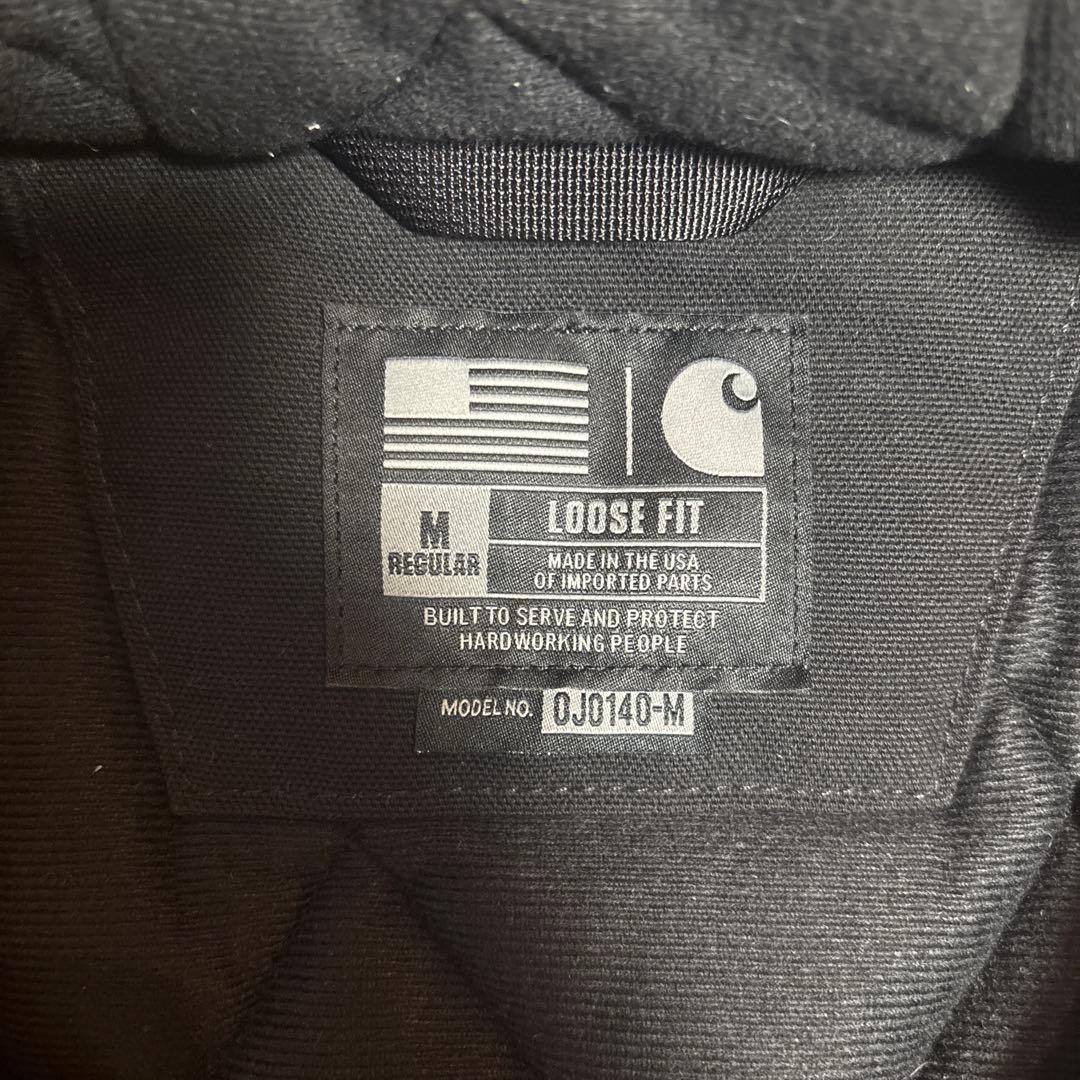 M
REGULAR
LOOSE FIT
MADE IN THE USA
OF IMPORTED PARTS
BUILT TO SERVE AND PROTECT
HARDWORKING PEOPLE
MODEL NO. 0J0140-M